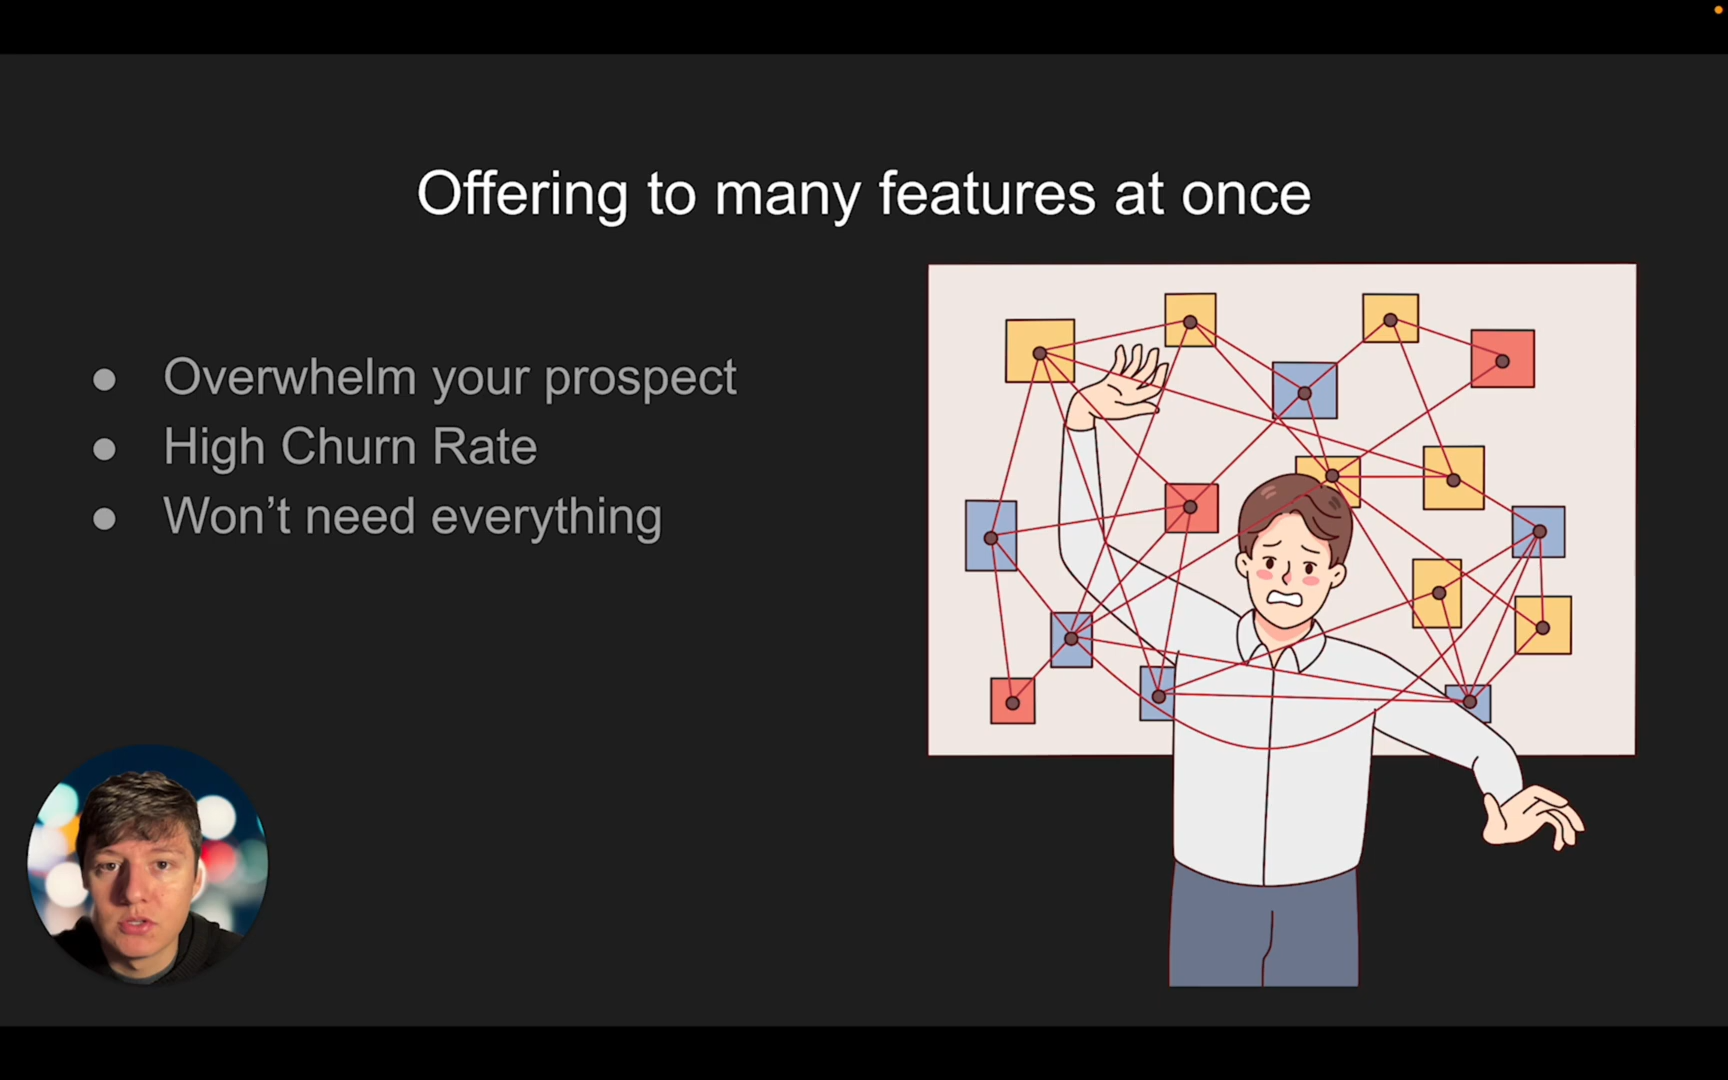 Offering to many features at once
Overwhelm your prospect
High Churn Rate
Won’t need everything